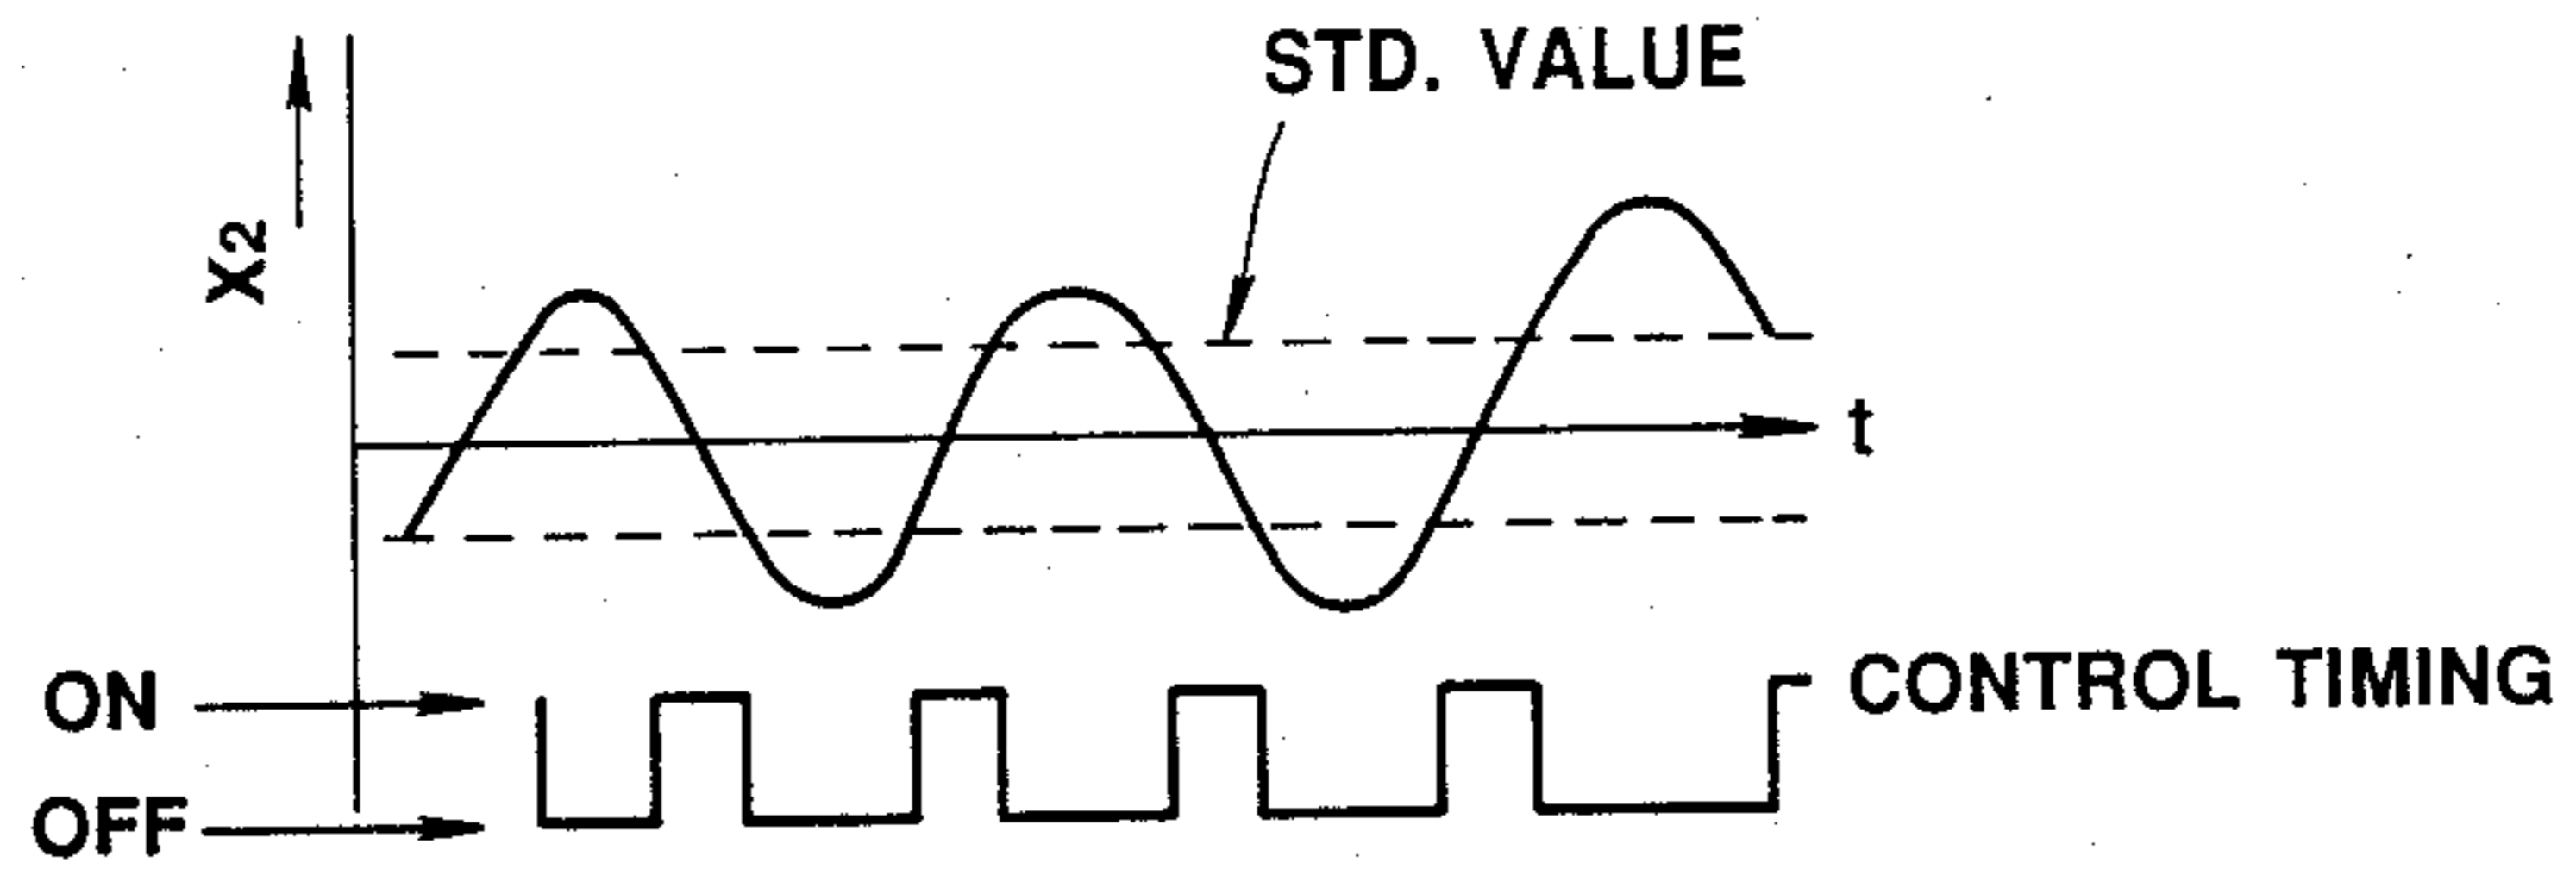 STD. VALUE
X2
t
ON
CONTROL TIMING
OFF